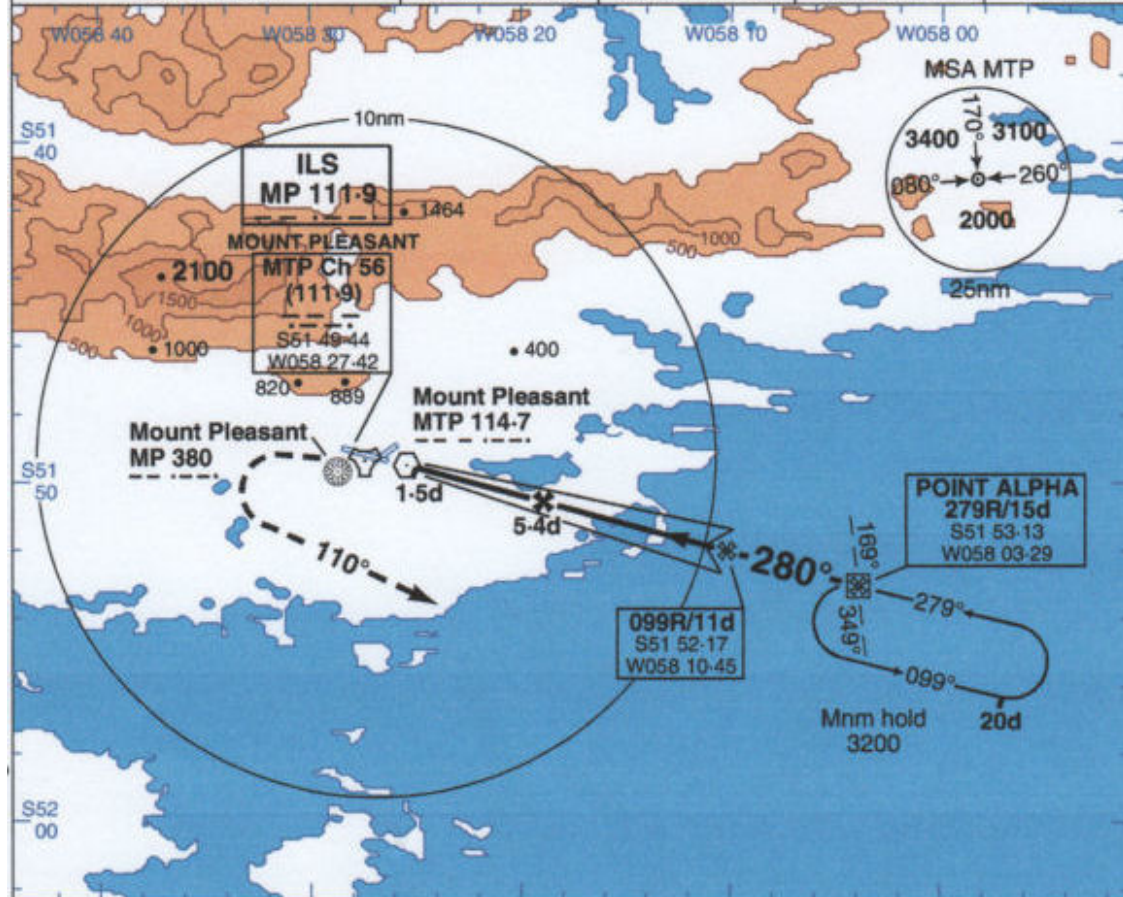 W058 40
W058 30
W058 20
W058 10
W058 00
MSA MTP
170°
3400
3100
080°
260°
2000
25nm
S51
40
10nm
ILS
MP 111·9
1464
1000
500
MOUNT PLEASANT
MTP Ch 56
(111·9)
S51 49·44
W058 27·42
2100
1500
1000
500
1000
400
820
889
Mount Pleasant
MTP 114·7
Mount Pleasant
MP 380
S51
50
1·5d
5·4d
110°
280°
POINT ALPHA
279R/15d
S51 53·13
W058 03·29
169°
349°
279°
099°
20d
099R/11d
S51 52·17
W058 10·45
Mnm hold
3200
S52
00